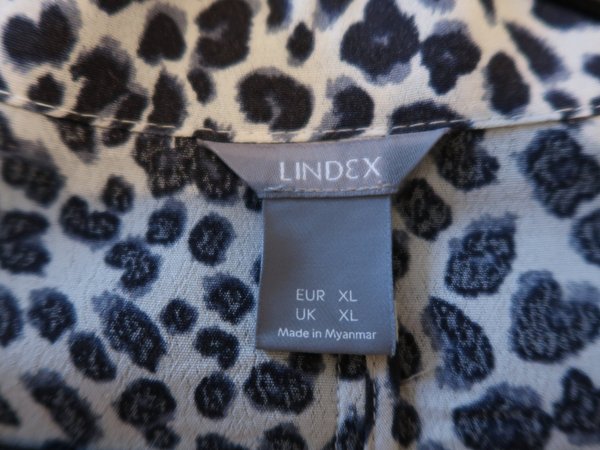 LINDEX
EUR XL
UK XL
Made in Myanmar